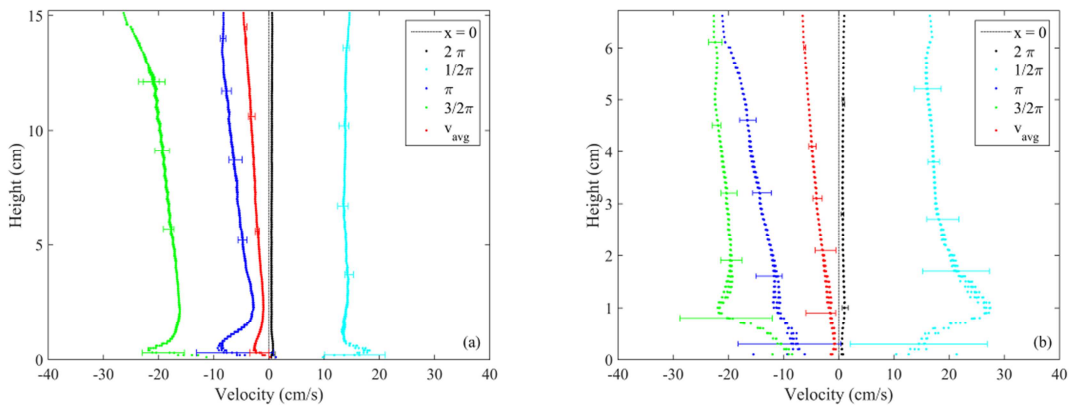 x = 0
2 π
1/2π
π
3/2π
v_avg
15
10
5
0
Height (cm)
-40 -30 -20 -10 0 10 20 30 40
Velocity (cm/s)
(a)
x = 0
2 π
1/2π
π
3/2π
v_avg
6
5
4
3
2
1
0
Height (cm)
-40 -30 -20 -10 0 10 20 30 40
Velocity (cm/s)
(b)